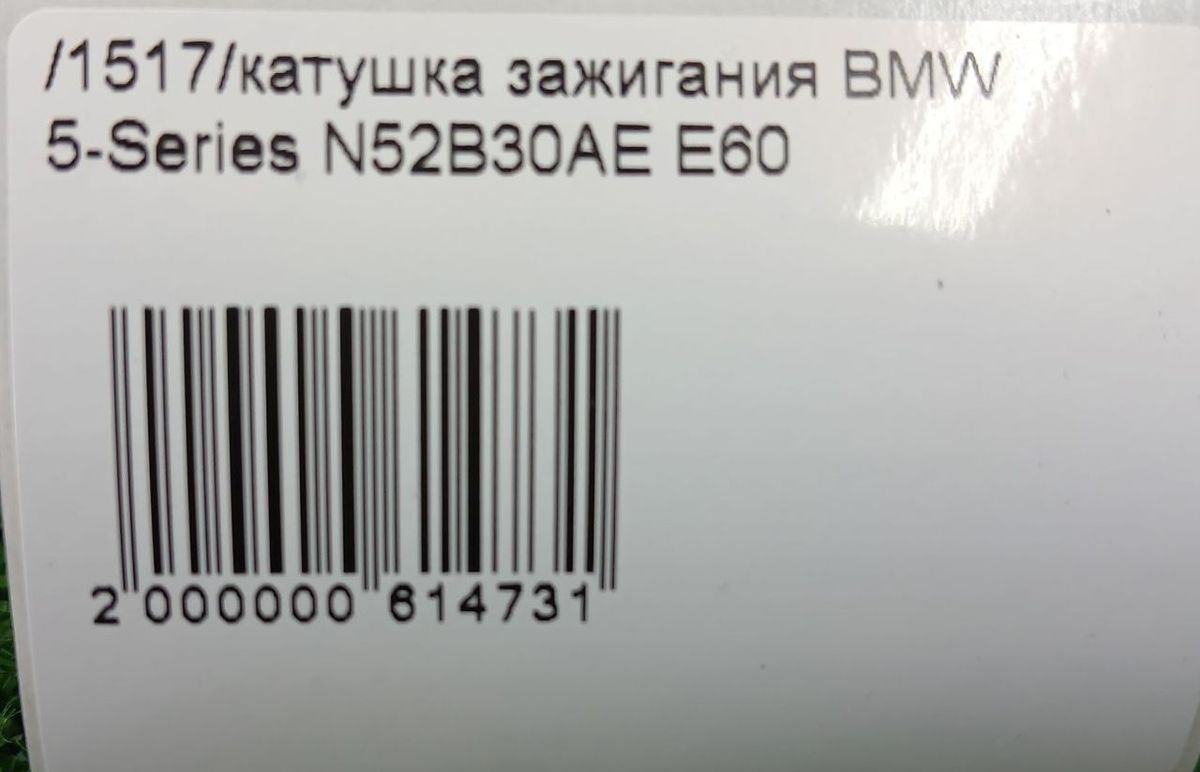 /1517/катушка зажигания BMW
5-Series N52B30AE E60
2 000000 614731